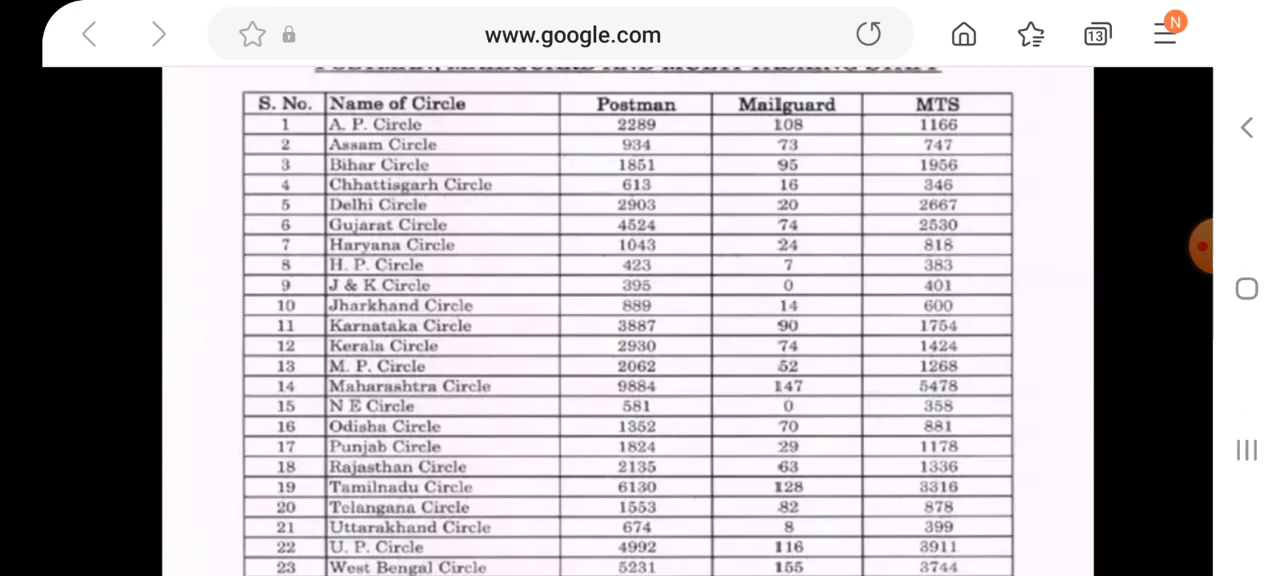 www.google.com
13
N
POSTMAN, MAILGUARD AND MULTI TASKING STAFF
S. No. Name of Circle Postman Mailguard MTS
1 A. P. Circle 2289 108 1166
2 Assam Circle 934 73 747
3 Bihar Circle 1851 95 1956
4 Chhattisgarh Circle 613 16 346
5 Delhi Circle 2903 20 2667
6 Gujarat Circle 4524 74 2530
7 Haryana Circle 1043 24 818
8 H. P. Circle 423 7 383
9 J & K Circle 395 0 401
10 Jharkhand Circle 889 14 600
11 Karnataka Circle 3887 90 1754
12 Kerala Circle 2930 74 1424
13 M. P. Circle 2062 52 1268
14 Maharashtra Circle 9884 147 5478
15 N E Circle 581 0 358
16 Odisha Circle 1352 70 881
17 Punjab Circle 1824 29 1178
18 Rajasthan Circle 2135 63 1336
19 Tamilnadu Circle 6130 128 3316
20 Telangana Circle 1553 82 878
21 Uttarakhand Circle 674 8 399
22 U. P. Circle 4992 116 3911
23 West Bengal Circle 5231 155 3744